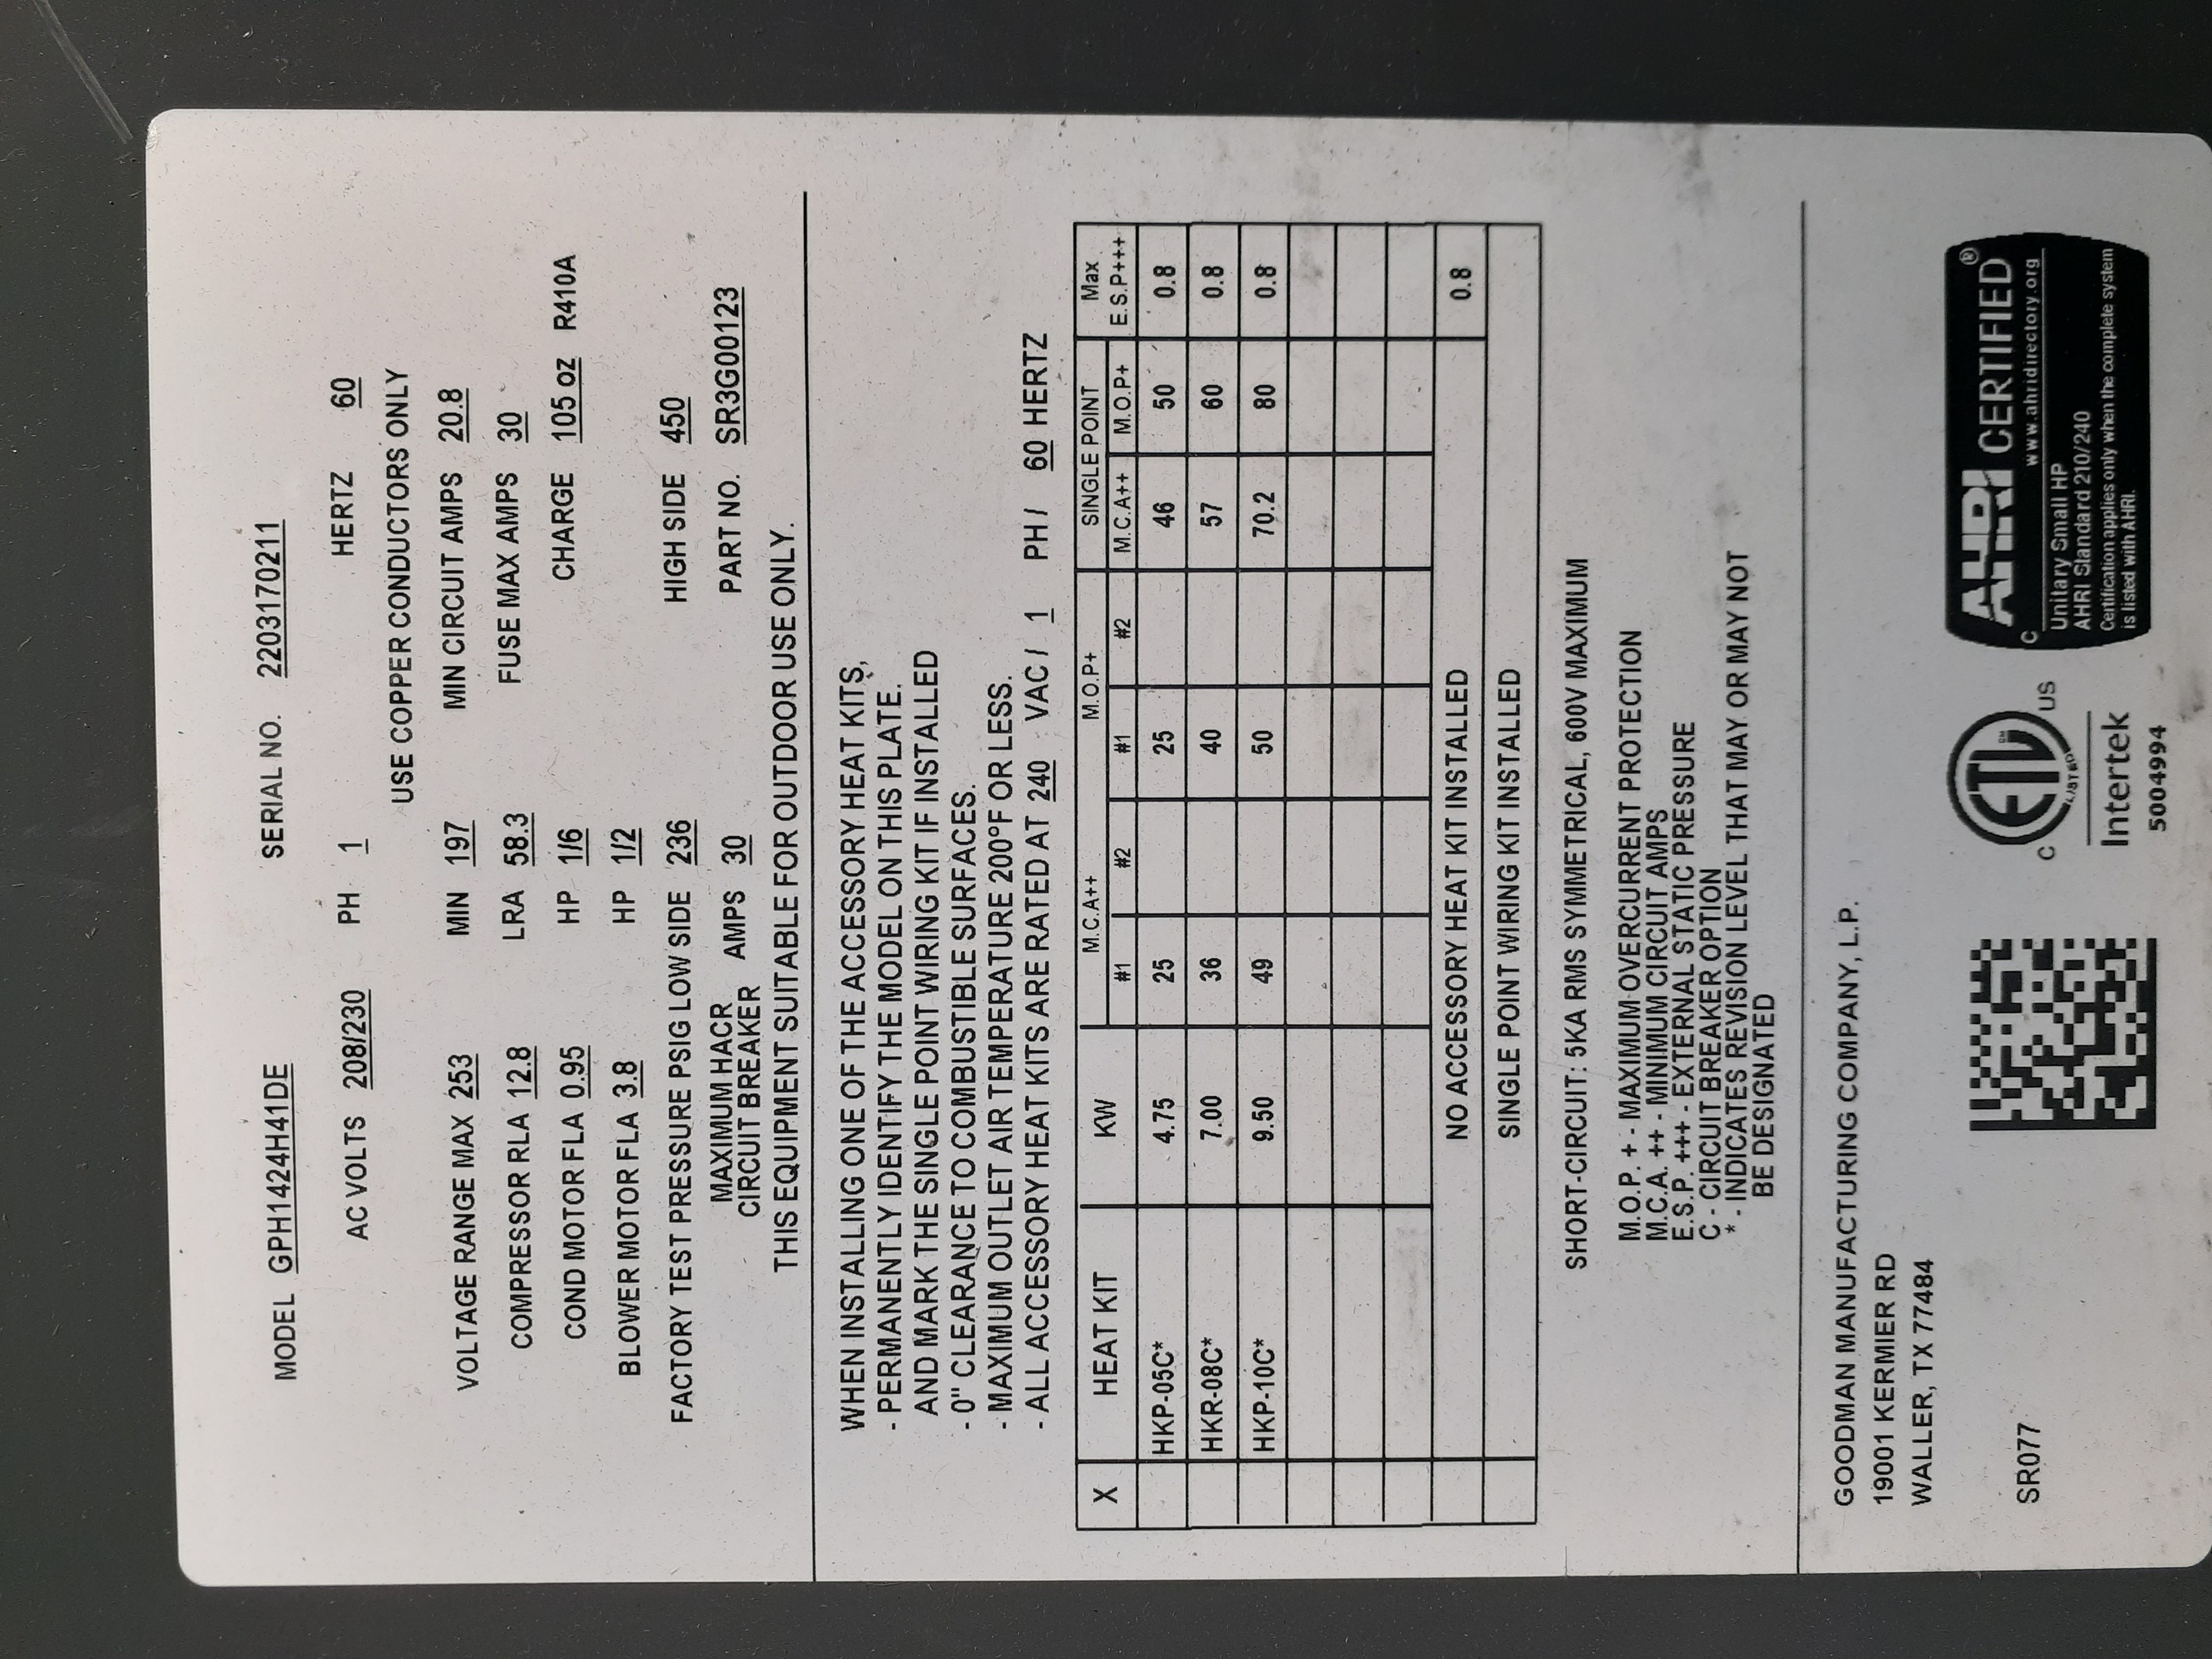 MODEL GPH1424H41DE SERIAL NO. 2203170211
AC VOLTS 208/230 PH 1 HERTZ 60
USE COPPER CONDUCTORS ONLY
VOLTAGE RANGE MAX 253 MIN 197 MIN CIRCUIT AMPS 20.8
COMPRESSOR RLA 12.8 LRA 58.3 FUSE MAX AMPS 30
COND MOTOR FLA 0.95 HP 1/6 CHARGE 105 oz R410A
BLOWER MOTOR FLA 3.8 HP 1/2
FACTORY TEST PRESSURE PSIG LOW SIDE 236 HIGH SIDE 450
MAXIMUM HACR
CIRCUIT BREAKER AMPS 30 PART NO. SR3G00123
THIS EQUIPMENT SUITABLE FOR OUTDOOR USE ONLY.
WHEN INSTALLING ONE OF THE ACCESSORY HEAT KITS,
- PERMANENTLY IDENTIFY THE MODEL ON THIS PLATE.
AND MARK THE SINGLE POINT WIRING KIT IF INSTALLED
- 0" CLEARANCE TO COMBUSTIBLE SURFACES.
- MAXIMUM OUTLET AIR TEMPERATURE 200°F OR LESS.
- ALL ACCESSORY HEAT KITS ARE RATED AT 240 VAC / 1 PH / 60 HERTZ
X HEAT KIT KW M.C.A++ M.O.P+ SINGLE POINT Max
#1 #2 #1 #2 M.C.A++ M.O.P+ E.S.P+++
HKP-05C* 4.75 25 25 46 50 0.8
HKR-08C* 7.00 36 40 57 60 0.8
HKP-10C* 9.50 49 50 70.2 80 0.8
NO ACCESSORY HEAT KIT INSTALLED 0.8
SINGLE POINT WIRING KIT INSTALLED
SHORT-CIRCUIT: 5KA RMS SYMMETRICAL, 600V MAXIMUM
M.O.P. + - MAXIMUM OVERCURRENT PROTECTION
M.C.A. ++ - MINIMUM CIRCUIT AMPS
E.S.P. +++ - EXTERNAL STATIC PRESSURE
C - CIRCUIT BREAKER OPTION
* - INDICATES REVISION LEVEL THAT MAY OR MAY NOT
BE DESIGNATED
GOODMAN MANUFACTURING COMPANY, L.P.
19001 KERMIER RD
WALLER, TX 77484
SR077
C ETL CM LISTED US
Intertek
5004994
C AHRI CERTIFIED®
www.ahridirectory.org
Unitary Small HP
AHRI Standard 210/240
Certification applies only when the complete system
is listed with AHRI.